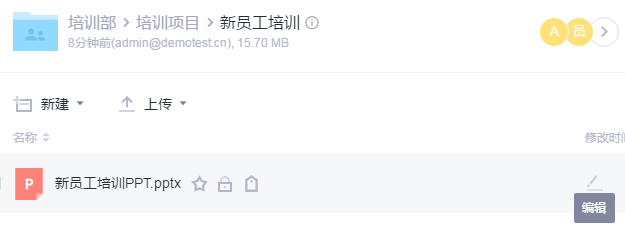 培训部 > 培训项目 > 新员工培训
8分钟前(admin@demotest.cn), 15.70 MB
A 员
新建 上传
名称 修改时间
P 新员工培训PPT.pptx
编辑